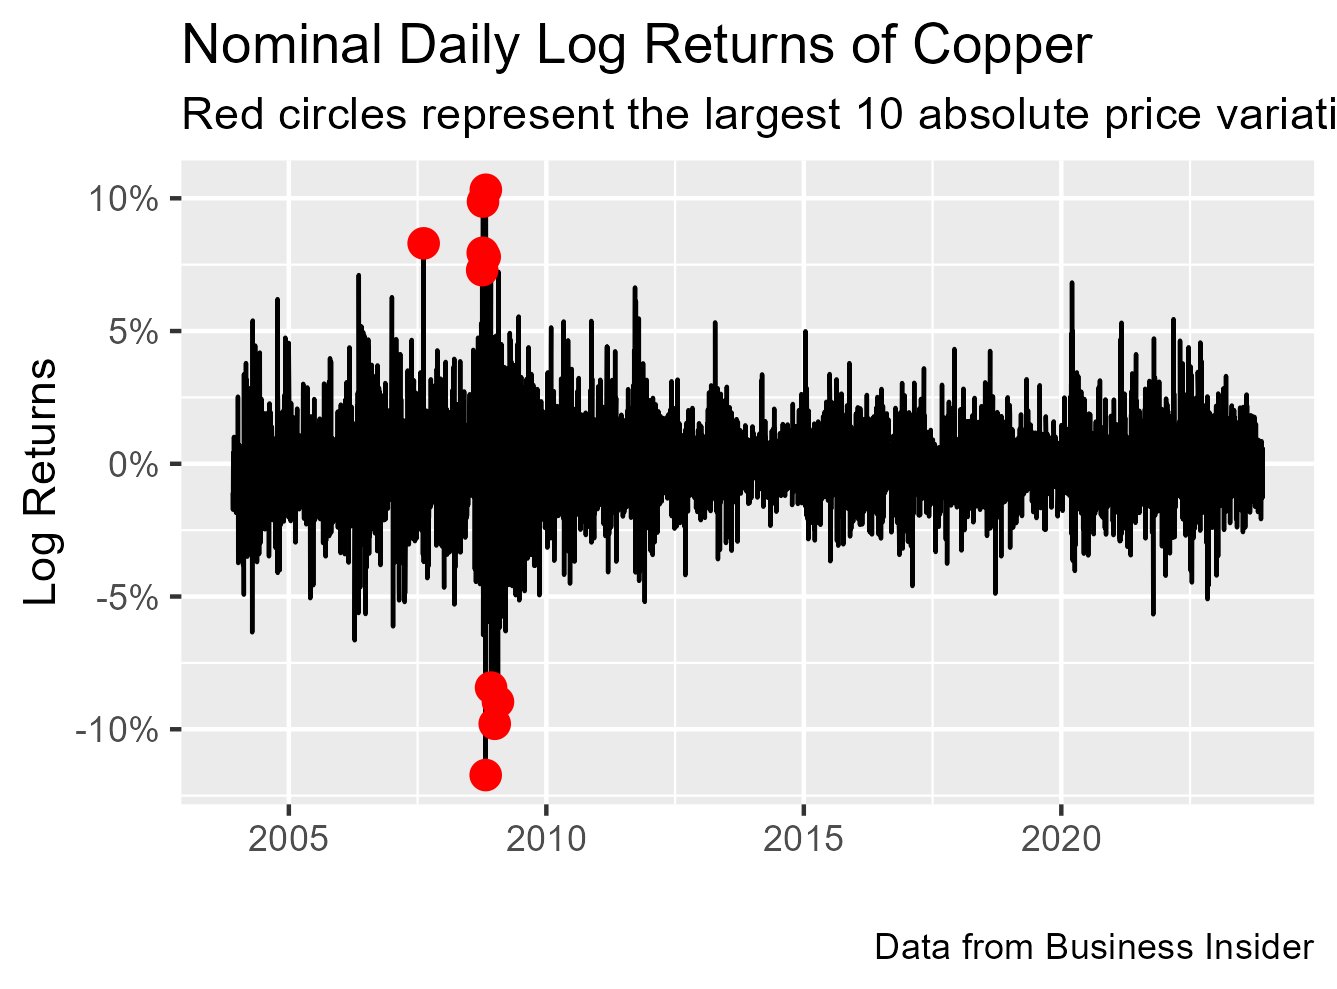 Nominal Daily Log Returns of Copper
Red circles represent the largest 10 absolute price variati
10%
5%
0%
-5%
-10%
Log Returns
2005 2010 2015 2020
Data from Business Insider